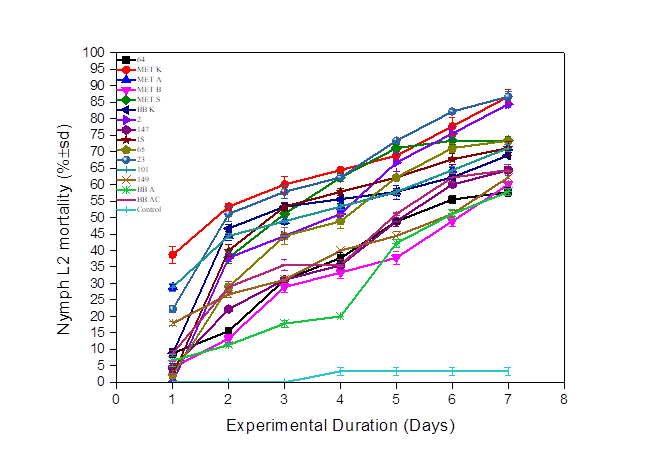 100
95
90
85
80
75
70
65
60
55
50
45
40
35
30
25
20
15
10
5
0
Nymph L2 mortality (%±sd)
64
MET K
MET A
MET B
MET S
BB K
2
147
1S
65
23
101
149
BB A
BB AC
Control
0 1 2 3 4 5 6 7 8
Experimental Duration (Days)